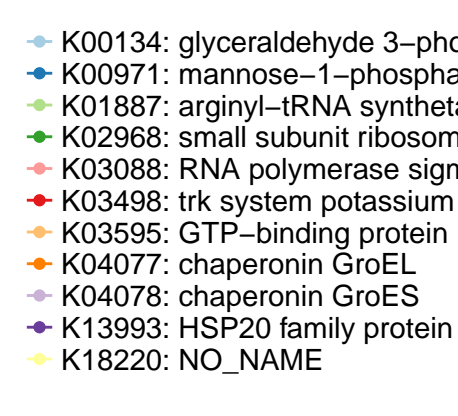 K00134: glyceraldehyde 3−pho
K00971: mannose−1−phospha
K01887: arginyl−tRNA syntheta
K02968: small subunit ribosom
K03088: RNA polymerase sigm
K03498: trk system potassium
K03595: GTP−binding protein
K04077: chaperonin GroEL
K04078: chaperonin GroES
K13993: HSP20 family protein
K18220: NO_NAME